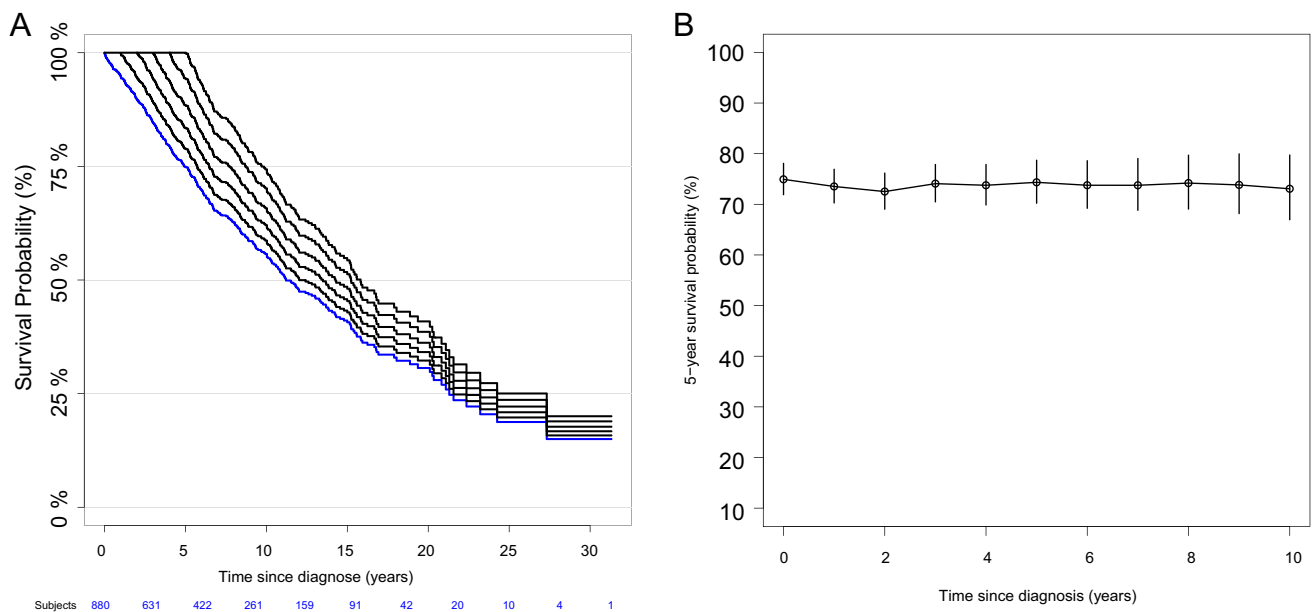 A
100 %
75 %
50 %
25 %
0 %
Survival Probability (%)
0 5 10 15 20 25 30
Time since diagnose (years)
Subjects 880 631 422 261 159 91 42 20 10 4 1
B
100
90
80
70
60
50
40
30
20
10
5−year survival probability (%)
0 2 4 6 8 10
Time since diagnosis (years)